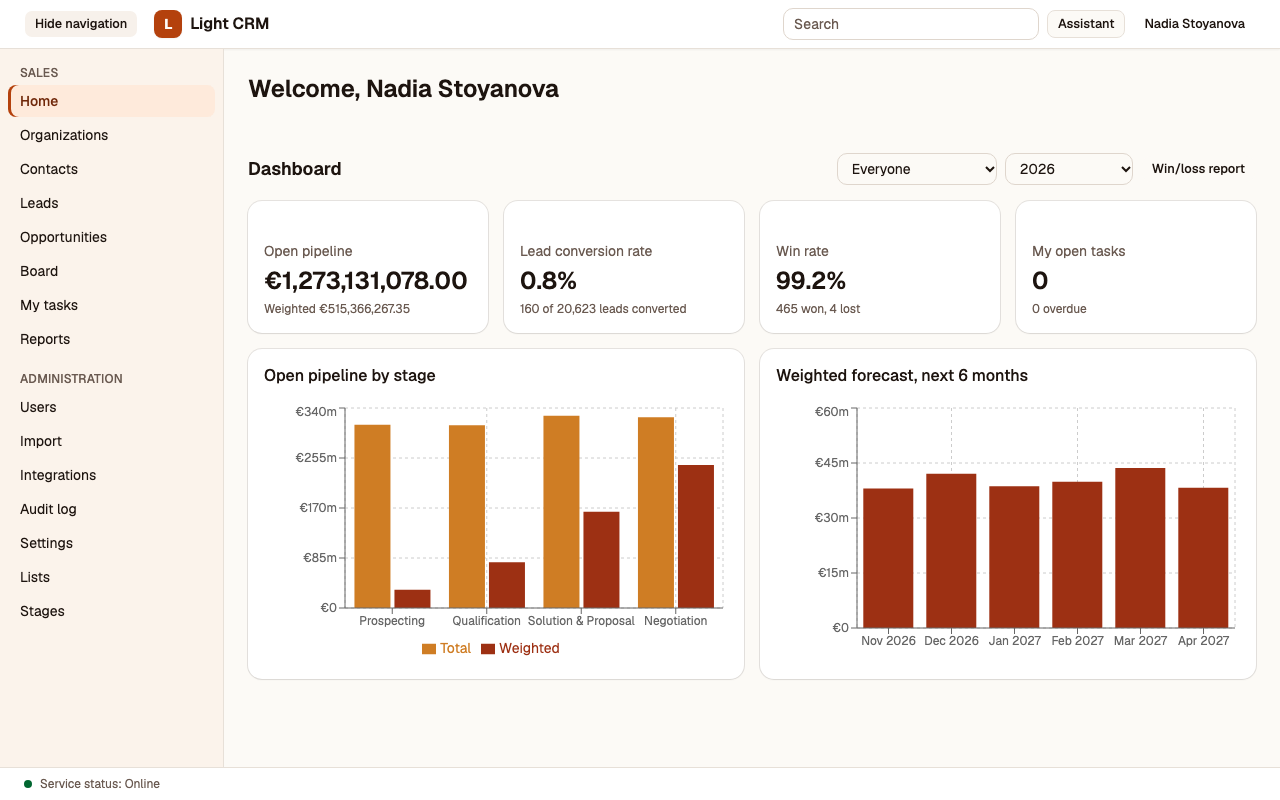 Hide navigation
L
Light CRM
Search
Assistant
Nadia Stoyanova
SALES
Home
Organizations
Contacts
Leads
Opportunities
Board
My tasks
Reports
ADMINISTRATION
Users
Import
Integrations
Audit log
Settings
Lists
Stages
Welcome, Nadia Stoyanova
Dashboard
Everyone
2026
Win/loss report
Open pipeline
€1,273,131,078.00
Weighted €515,366,267.35
Lead conversion rate
0.8%
160 of 20,623 leads converted
Win rate
99.2%
465 won, 4 lost
My open tasks
0
0 overdue
Open pipeline by stage
€340m
€255m
€170m
€85m
€0
Prospecting Qualification Solution & Proposal Negotiation
Total Weighted
Weighted forecast, next 6 months
€60m
€45m
€30m
€15m
€0
Nov 2026 Dec 2026 Jan 2027 Feb 2027 Mar 2027 Apr 2027
Service status: Online